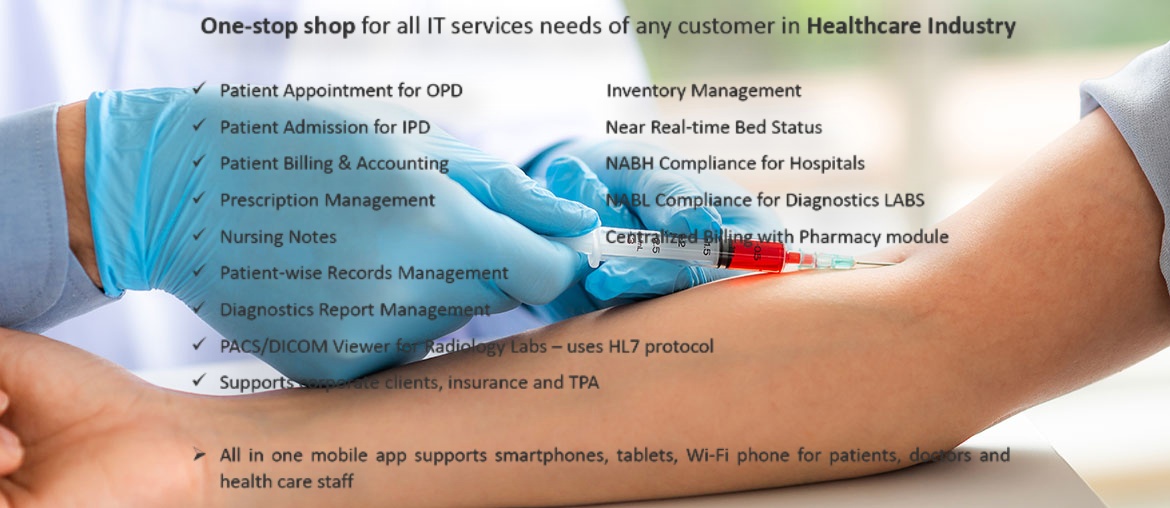 One-stop shop for all IT services needs of any customer in Healthcare Industry
✓ Patient Appointment for OPD
✓ Patient Admission for IPD
✓ Patient Billing & Accounting
✓ Prescription Management
✓ Nursing Notes
✓ Patient-wise Records Management
✓ Diagnostics Report Management
✓ PACS/DICOM Viewer for Radiology Labs – uses HL7 protocol
✓ Supports corporate clients, insurance and TPA
Inventory Management
Near Real-time Bed Status
NABH Compliance for Hospitals
NABL Compliance for Diagnostics LABS
Centralized Billing with Pharmacy module
➢ All in one mobile app supports smartphones, tablets, Wi-Fi phone for patients, doctors and
health care staff